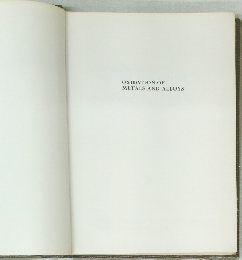 OXIDATION OF
METALS AND ALLOYS